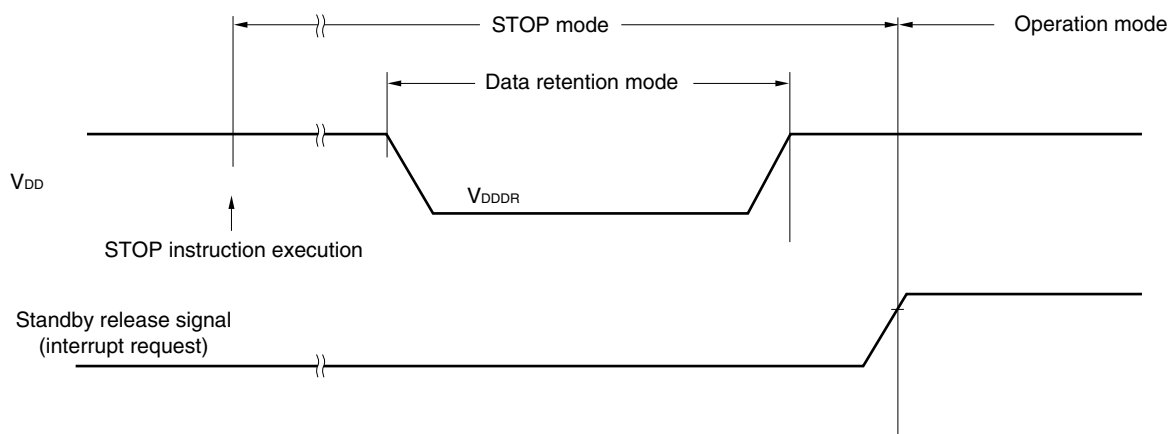 STOP mode
Operation mode
Data retention mode
VDD
VDDDR
STOP instruction execution
Standby release signal
(interrupt request)